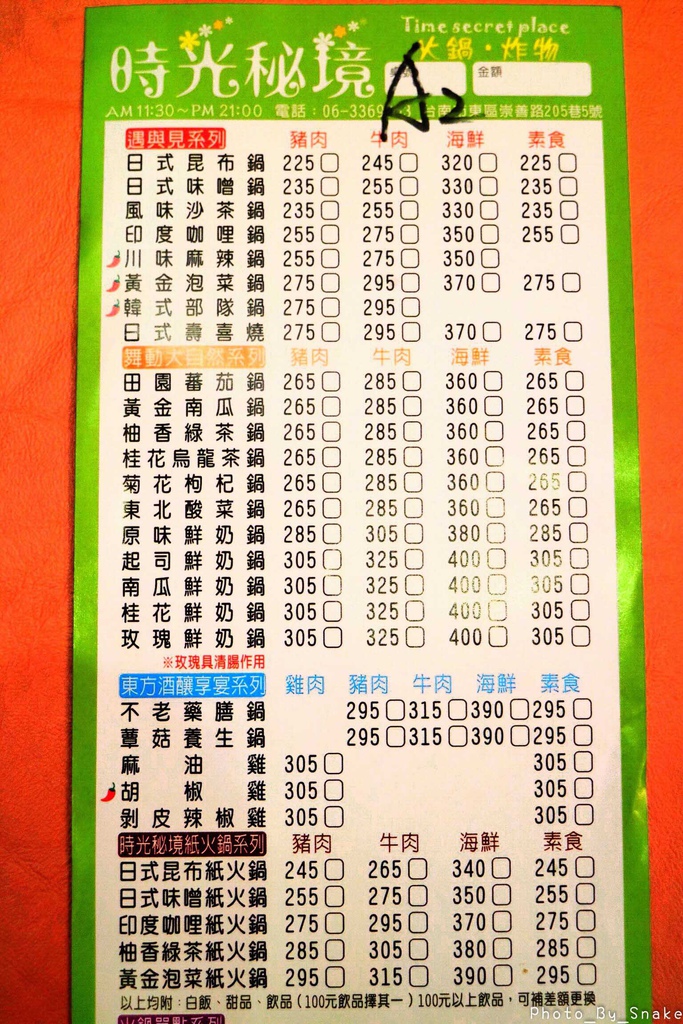 Time secret place
時光秘境 火鍋・炸物
金額
A2
AM 11:30~PM 21:00 電話:06-3369 3 台南 東區崇善路205巷5號
遇與見系列 豬肉 牛肉 海鮮 素食
日式昆布鍋 225 245 320 225
日式味噌鍋 235 255 330 235
風味沙茶鍋 235 255 330 235
印度咖哩鍋 255 275 350 255
川味麻辣鍋 255 275 350
黃金泡菜鍋 275 295 370 275
韓式部隊鍋 275 295
日式壽喜燒 275 295 370 275
舞動大自然系列 豬肉 牛肉 海鮮 素食
田園蕃茄鍋 265 285 360 265
黃金南瓜鍋 265 285 360 265
柚香綠茶鍋 265 285 360 265
桂花烏龍茶鍋 265 285 360 265
菊花枸杞鍋 265 285 360 265
東北酸菜鍋 265 285 360 265
原味鮮奶鍋 285 305 380 285
起司鮮奶鍋 305 325 400 305
南瓜鮮奶鍋 305 325 400 305
桂花鮮奶鍋 305 325 400 305
玫瑰鮮奶鍋 305 325 400 305
※玫瑰具清腸作用
東方酒釀享宴系列 雞肉 豬肉 牛肉 海鮮 素食
不老藥膳鍋 295 315 390 295
蕈菇養生鍋 295 315 390 295
麻油雞 305 305
胡椒雞 305 305
剝皮辣椒雞 305 305
時光秘境紙火鍋系列 豬肉 牛肉 海鮮 素食
日式昆布紙火鍋 245 265 340 245
日式味噌紙火鍋 255 275 350 255
印度咖哩紙火鍋 275 295 370 275
柚香綠茶紙火鍋 285 305 380 285
黃金泡菜紙火鍋 295 315 390 295
以上均附:白飯、甜品、飲品(100元飲品擇其一)100元以上飲品,可補差額更換
火鍋單點系列
Photo_By_Snake